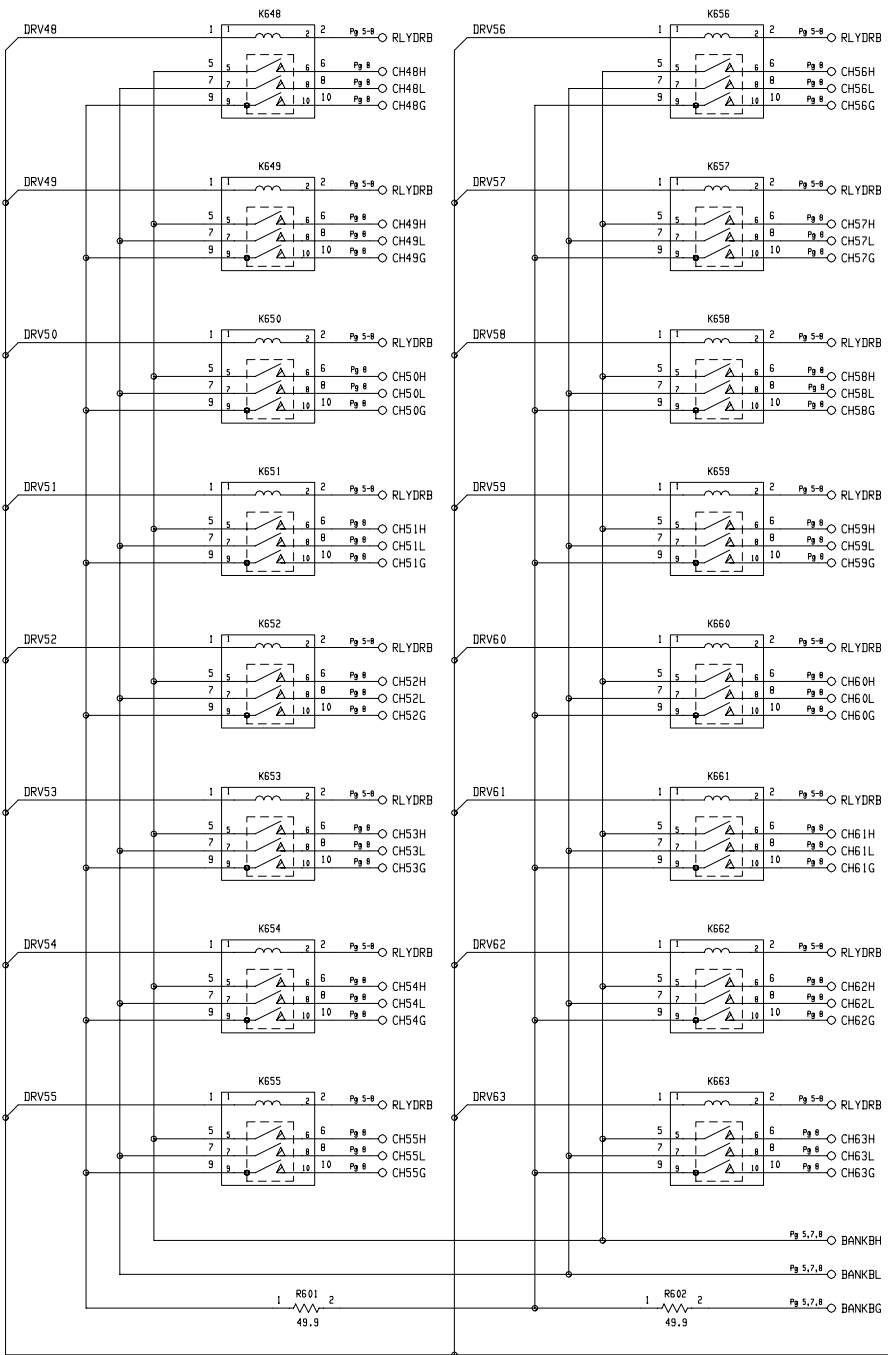 K648
DRV48 1 1 2 2 Pg 5-8 RLYDRB
5 5 6 6 Pg 8 CH48H
7 7 8 8 Pg 8 CH48L
9 9 10 10 Pg 8 CH48G
K649
DRV49 1 1 2 2 Pg 5-8 RLYDRB
5 5 6 6 Pg 8 CH49H
7 7 8 8 Pg 8 CH49L
9 9 10 10 Pg 8 CH49G
K650
DRV50 1 1 2 2 Pg 5-8 RLYDRB
5 5 6 6 Pg 8 CH50H
7 7 8 8 Pg 8 CH50L
9 9 10 10 Pg 8 CH50G
K651
DRV51 1 1 2 2 Pg 5-8 RLYDRB
5 5 6 6 Pg 8 CH51H
7 7 8 8 Pg 8 CH51L
9 9 10 10 Pg 8 CH51G
K652
DRV52 1 1 2 2 Pg 5-8 RLYDRB
5 5 6 6 Pg 8 CH52H
7 7 8 8 Pg 8 CH52L
9 9 10 10 Pg 8 CH52G
K653
DRV53 1 1 2 2 Pg 5-8 RLYDRB
5 5 6 6 Pg 8 CH53H
7 7 8 8 Pg 8 CH53L
9 9 10 10 Pg 8 CH53G
K654
DRV54 1 1 2 2 Pg 5-8 RLYDRB
5 5 6 6 Pg 8 CH54H
7 7 8 8 Pg 8 CH54L
9 9 10 10 Pg 8 CH54G
K655
DRV55 1 1 2 2 Pg 5-8 RLYDRB
5 5 6 6 Pg 8 CH55H
7 7 8 8 Pg 8 CH55L
9 9 10 10 Pg 8 CH55G
K656
DRV56 1 1 2 2 Pg 5-8 RLYDRB
5 5 6 6 Pg 8 CH56H
7 7 8 8 Pg 8 CH56L
9 9 10 10 Pg 8 CH56G
K657
DRV57 1 1 2 2 Pg 5-8 RLYDRB
5 5 6 6 Pg 8 CH57H
7 7 8 8 Pg 8 CH57L
9 9 10 10 Pg 8 CH57G
K658
DRV58 1 1 2 2 Pg 5-8 RLYDRB
5 5 6 6 Pg 8 CH58H
7 7 8 8 Pg 8 CH58L
9 9 10 10 Pg 8 CH58G
K659
DRV59 1 1 2 2 Pg 5-8 RLYDRB
5 5 6 6 Pg 8 CH59H
7 7 8 8 Pg 8 CH59L
9 9 10 10 Pg 8 CH59G
K660
DRV60 1 1 2 2 Pg 5-8 RLYDRB
5 5 6 6 Pg 8 CH60H
7 7 8 8 Pg 8 CH60L
9 9 10 10 Pg 8 CH60G
K661
DRV61 1 1 2 2 Pg 5-8 RLYDRB
5 5 6 6 Pg 8 CH61H
7 7 8 8 Pg 8 CH61L
9 9 10 10 Pg 8 CH61G
K662
DRV62 1 1 2 2 Pg 5-8 RLYDRB
5 5 6 6 Pg 8 CH62H
7 7 8 8 Pg 8 CH62L
9 9 10 10 Pg 8 CH62G
K663
DRV63 1 1 2 2 Pg 5-8 RLYDRB
5 5 6 6 Pg 8 CH63H
7 7 8 8 Pg 8 CH63L
9 9 10 10 Pg 8 CH63G
Pg 5,7,8 BANKBH
Pg 5,7,8 BANKBL
R601 R602
1 2 1 2 Pg 5,7,8 BANKBG
49.9 49.9